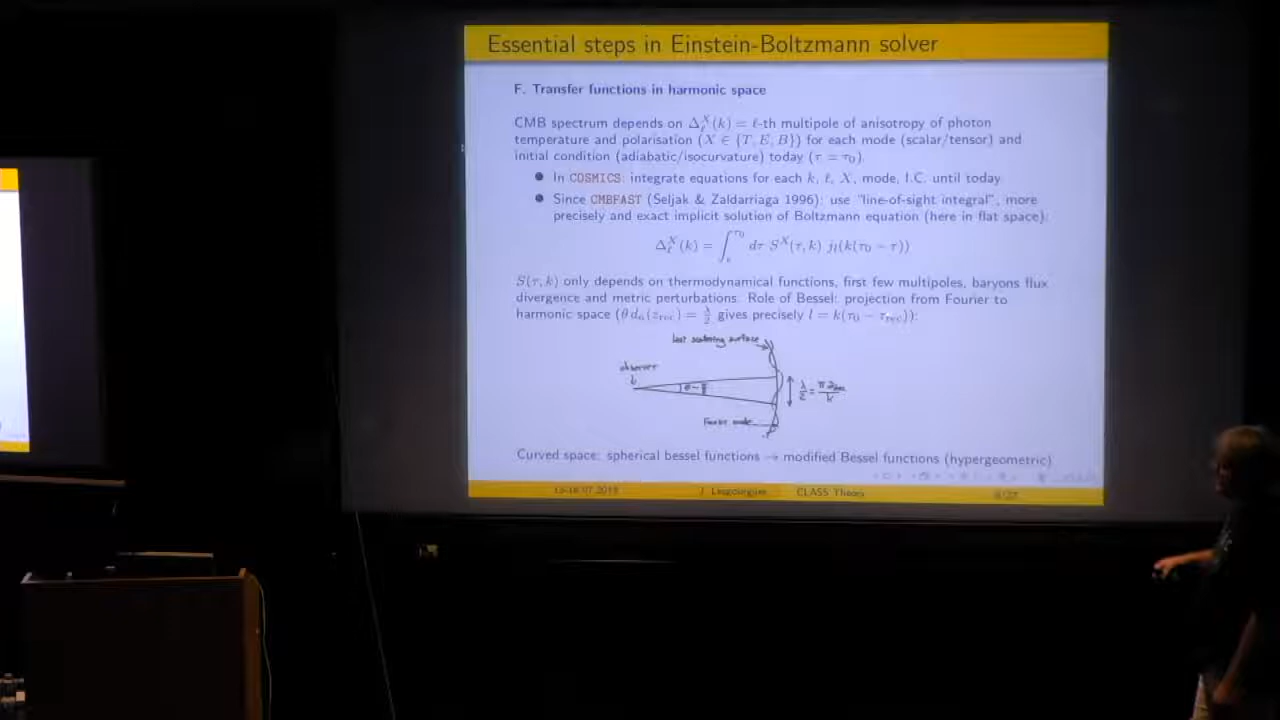 Essential steps in Einstein-Boltzmann solver
F. Transfer functions in harmonic space
CMB spectrum depends on Δ_ℓ^X(k) = ℓ-th multipole of anisotropy of photon
temperature and polarisation (X ∈ {T, E, B}) for each mode (scalar/tensor) and
initial condition (adiabatic/isocurvature) today (τ = τ₀).
● In COSMICS: integrate equations for each k, ℓ, X, mode, I.C. until today
● Since CMBFAST (Seljak & Zaldarriaga 1996): use "line-of-sight integral", more
precisely and exact implicit solution of Boltzmann equation (here in flat space):
Δ_ℓ^X(k) = ∫^τ₀ dτ S^X(τ, k) j_l(k(τ₀ − τ))
S(τ, k) only depends on thermodynamical functions, first few multipoles, baryons flux
divergence and metric perturbations. Role of Bessel: projection from Fourier to
harmonic space (θ d_a(z_rec) = λ/2 gives precisely l = k(τ₀ − τ_rec)):
last scattering surface
observer
Fourier mode
Curved space: spherical bessel functions → modified Bessel functions (hypergeometric)
J. Lesgourgues CLASS Theory